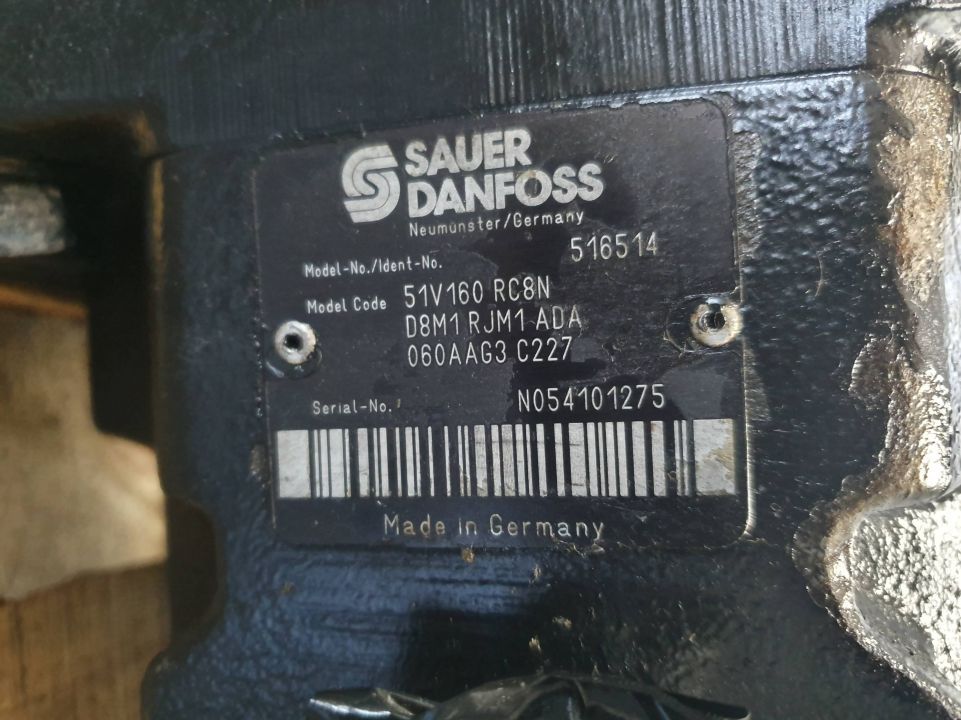 SAUER
DANFOSS
Neumünster/Germany
Model-No./Ident-No. 516514
Model Code 51V160 RC8N
D8M1 RJM1 ADA
060AAG3 C227
Serial-No. N054101275
Made in Germany